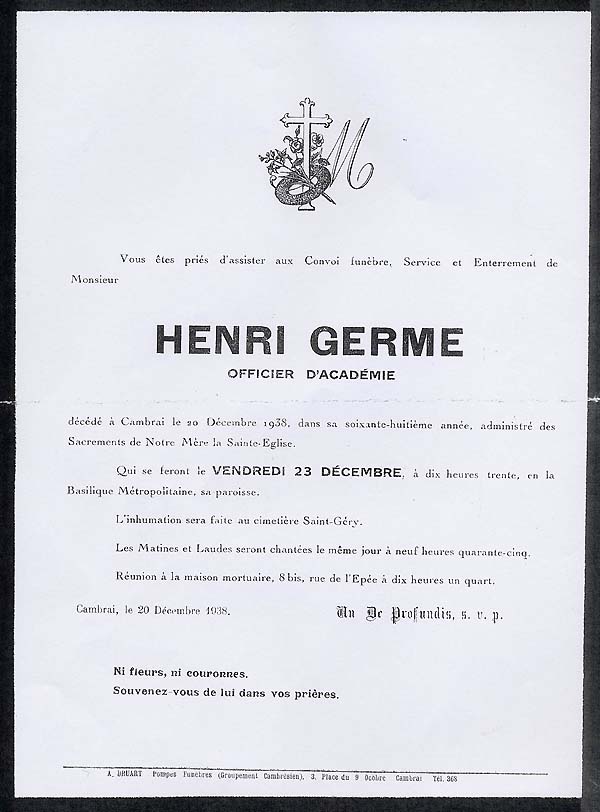 M
Vous êtes priés d'assister aux Convoi funèbre, Service et Enterrement de
Monsieur
HENRI GERME
OFFICIER D'ACADÉMIE
décédé à Cambrai le 20 Décembre 1938, dans sa soixante-huitième année, administré des
Sacrements de Notre Mère la Sainte-Eglise.
Qui se feront le VENDREDI 23 DÉCEMBRE, à dix heures trente, en la
Basilique Métropolitaine, sa paroisse.
L'inhumation sera faite au cimetière Saint-Géry.
Les Matines et Laudes seront chantées le même jour à neuf heures quarante-cinq.
Réunion à la maison mortuaire, 8 bis, rue de l'Epée à dix heures un quart.
Cambrai, le 20 Décembre 1938.
Un De Profundis, s. v. p.
Ni fleurs, ni couronnes.
Souvenez-vous de lui dans vos prières.
A. DRUART Pompes Funèbres (Groupement Cambrésien), 3, Place du 9 Octobre Cambrai Tél. 368